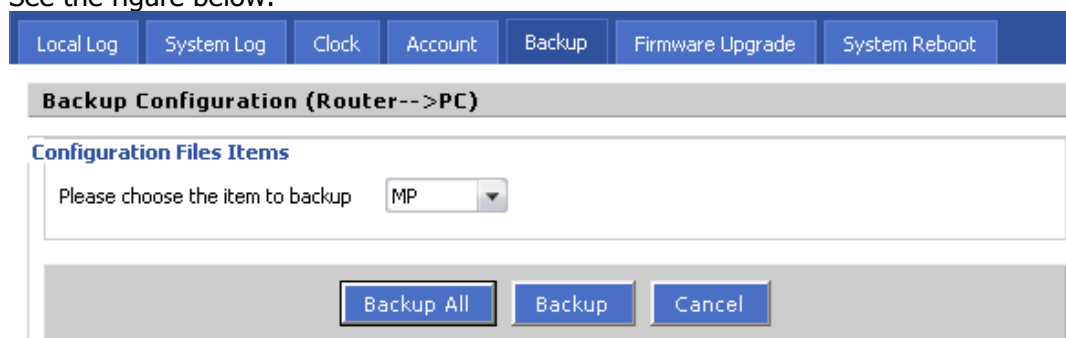 See the figure below.
Local Log System Log Clock Account Backup Firmware Upgrade System Reboot
Backup Configuration (Router-->PC)
Configuration Files Items
Please choose the item to backup MP
Backup All Backup Cancel